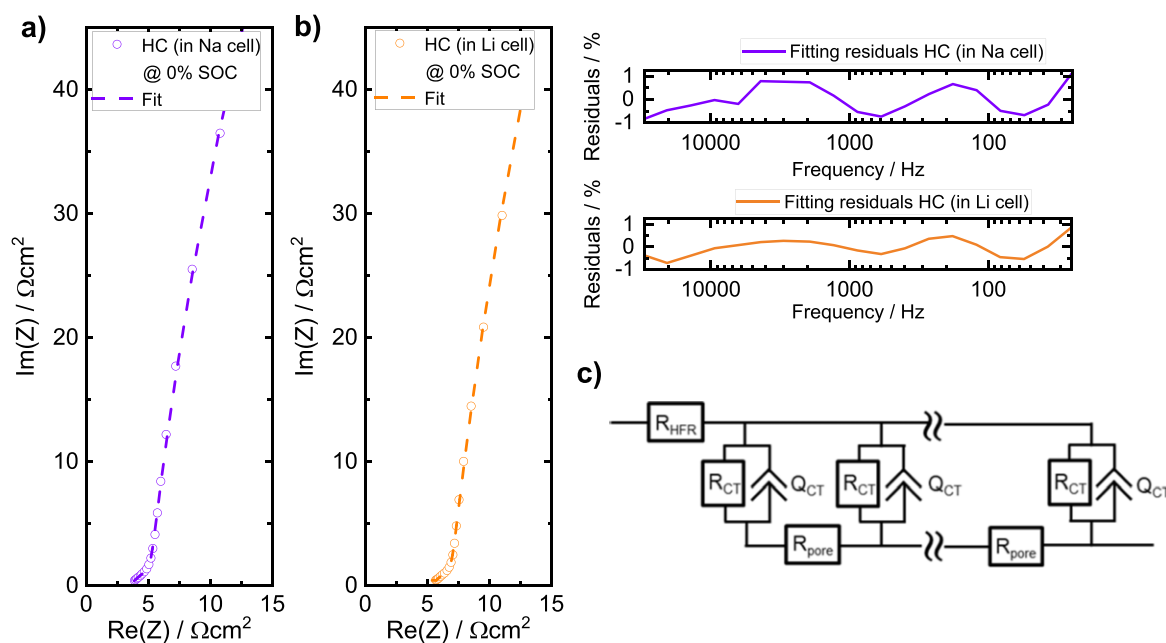 a)
HC (in Na cell)
@ 0% SOC
Fit
Im(Z) / Ωcm²
40
30
20
10
0
0 5 10 15
Re(Z) / Ωcm²
b)
HC (in Li cell)
@ 0% SOC
Fit
Im(Z) / Ωcm²
40
30
20
10
0
0 5 10 15
Re(Z) / Ωcm²
Fitting residuals HC (in Na cell)
Residuals / %
1
0
-1
10000 1000 100
Frequency / Hz
Fitting residuals HC (in Li cell)
Residuals / %
1
0
-1
10000 1000 100
Frequency / Hz
c)
R_HFR
R_CT Q_CT R_CT Q_CT R_CT Q_CT
R_pore R_pore